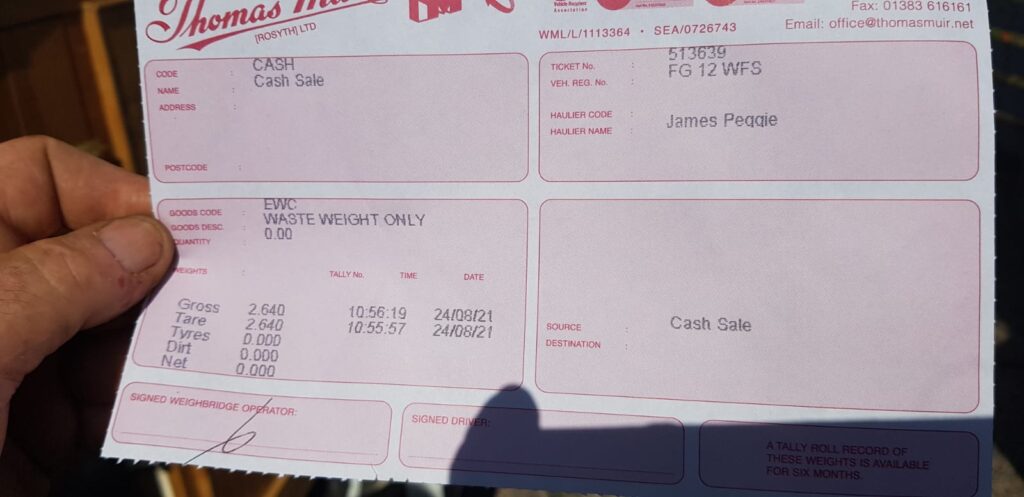 Thomas
[ROSYTH] LTD
Vehicle Recyclers'
Association
WML/L/1113364 • SEA/0726743
Fax: 01383 616161
Email: office@thomasmuir.net
CODE : CASH
NAME : Cash Sale
ADDRESS :
POSTCODE :
TICKET No. : 513639
VEH. REG. No. : FG 12 WFS
HAULIER CODE :
HAULIER NAME : James Peggie
GOODS CODE : EWC
GOODS DESC. : WASTE WEIGHT ONLY
QUANTITY : 0.00
WEIGHTS : TALLY No. TIME DATE
Gross 2.640 10:56:19 24/08/21
Tare 2.640 10:55:57 24/08/21
Tyres 0.000
Dirt 0.000
Net 0.000
SOURCE : Cash Sale
DESTINATION :
SIGNED WEIGHBRIDGE OPERATOR:
SIGNED DRIVER:
A TALLY ROLL RECORD OF
THESE WEIGHTS IS AVAILABLE
FOR SIX MONTHS.